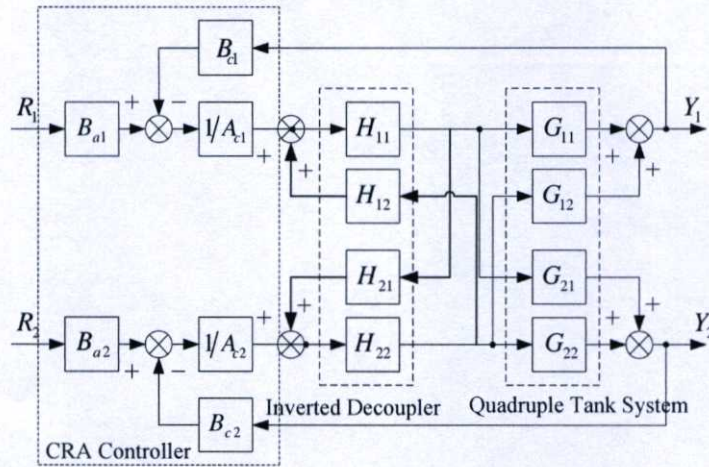 B_c1
R_1 + − Y_1
B_a1 1/A_c1 H_11 G_11 +
+ + +
H_12 G_12
H_21 G_21
R_2 + + + + Y_2
B_a2 1/A_c2 H_22 G_22
+ − +
B_c2 Inverted Decoupler Quadruple Tank System
CRA Controller